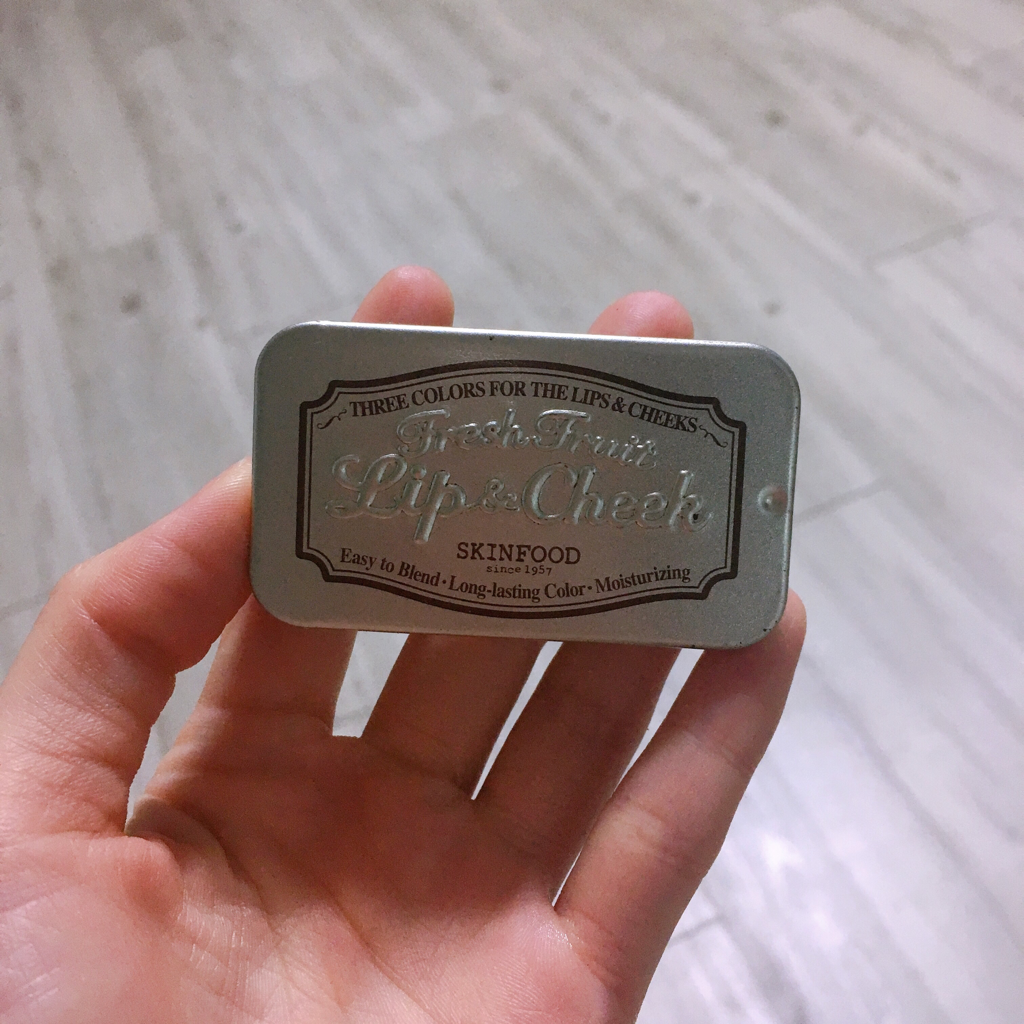 THREE COLORS FOR THE LIPS & CHEEKS
Fresh Fruit
Lip & Cheek
SKINFOOD
since 1957
Easy to Blend · Long-lasting Color · Moisturizing